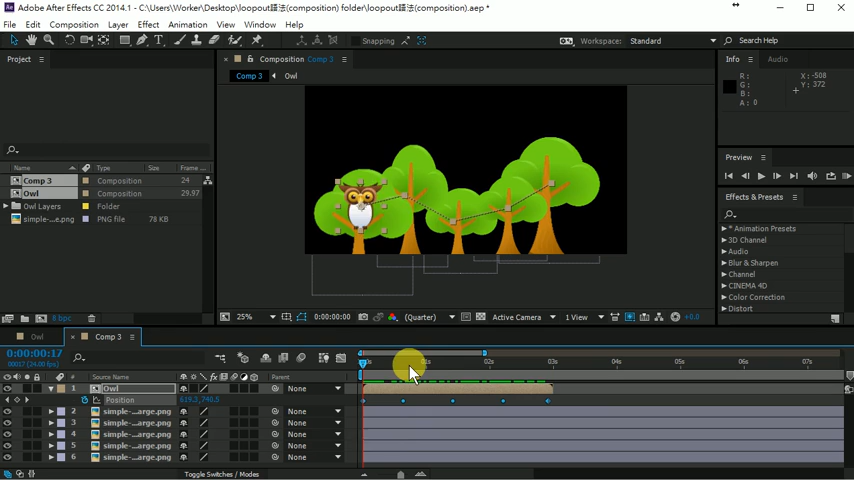 Adobe After Effects CC 2014.1 - C:\Users\Worker\Desktop\loopout語法(composition) folder\loopout語法(composition).aep *
File Edit Composition Layer Effect Animation View Window Help
Snapping Workspace: Standard Search Help
Project Composition Comp 3 Info Audio
Comp 3 Owl
R: X: -508
G: Y: 372
B:
A: 0
Preview
Name Type Size Frame ...
Comp 3 Composition 24
Owl Composition 29.97
Owl Layers Folder
simple-...e.png PNG file 78 KB
Effects & Presets
* Animation Presets
3D Channel
Audio
Blur & Sharpen
Channel
CINEMA 4D
Color Correction
Distort
8 bpc
25% 0:00:00:00 (Quarter) Active Camera 1 View +0.0
Owl Comp 3
0:00:00:17
00017 (24.00 fps)
01s 02s 03s 04s 05s 06s 07s
# Source Name Parent
1 Owl None
Position 619.3,740.5
2 simple-...arge.png None
3 simple-...arge.png None
4 simple-...arge.png None
5 simple-...arge.png None
6 simple-...arge.png None
Toggle Switches / Modes